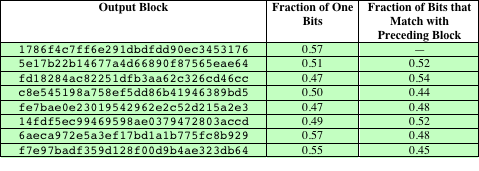 Output Block	Fraction of One Bits	Fraction of Bits that Match with Preceding Block
1786f4c7ff6e291dbdfdd90ec3453176	0.57	—
5e17b22b14677a4d66890f87565eae64	0.51	0.52
fd18284ac82251dfb3aa62c326cd46cc	0.47	0.54
c8e545198a758ef5dd86b41946389bd5	0.50	0.44
fe7bae0e23019542962e2c52d215a2e3	0.47	0.48
14fdf5ec99469598ae0379472803accd	0.49	0.52
6aeca972e5a3ef17bd1a1b775fc8b929	0.57	0.48
f7e97badf359d128f00d9b4ae323db64	0.55	0.45